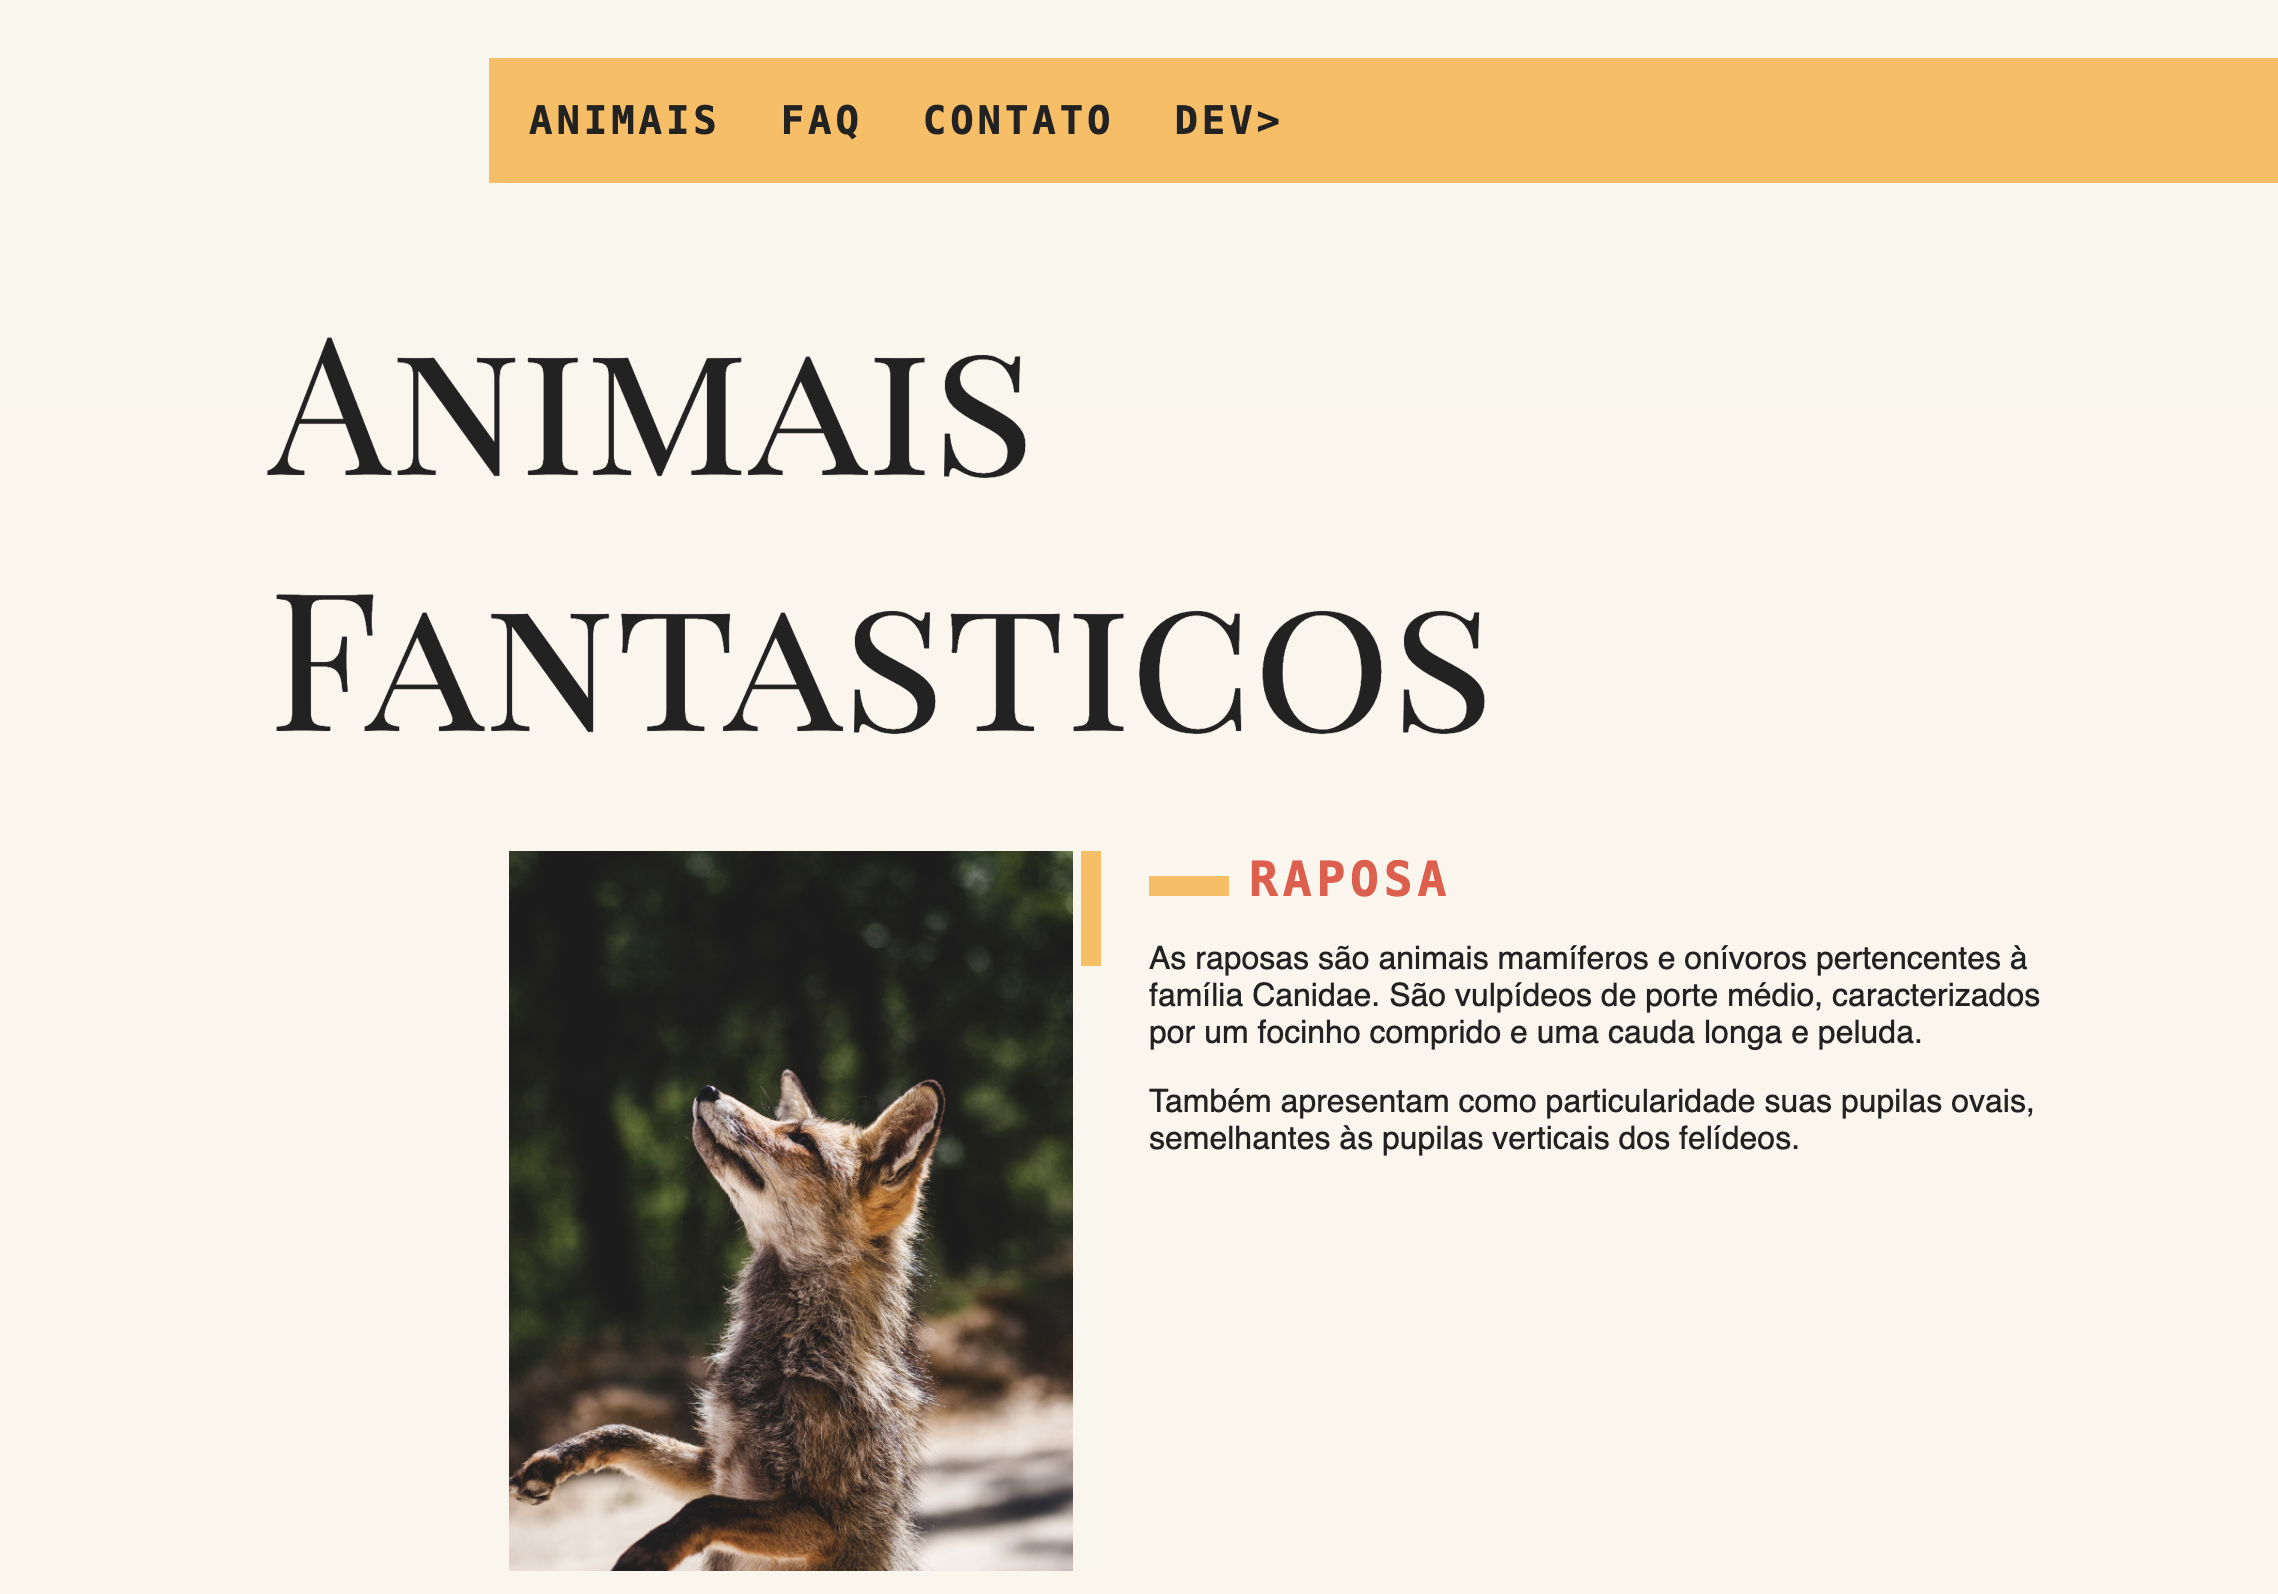 ANIMAIS FAQ CONTATO DEV>
ANIMAIS
FANTASTICOS
RAPOSA
As raposas são animais mamíferos e onívoros pertencentes à
família Canidae. São vulpídeos de porte médio, caracterizados
por um focinho comprido e uma cauda longa e peluda.
Também apresentam como particularidade suas pupilas ovais,
semelhantes às pupilas verticais dos felídeos.